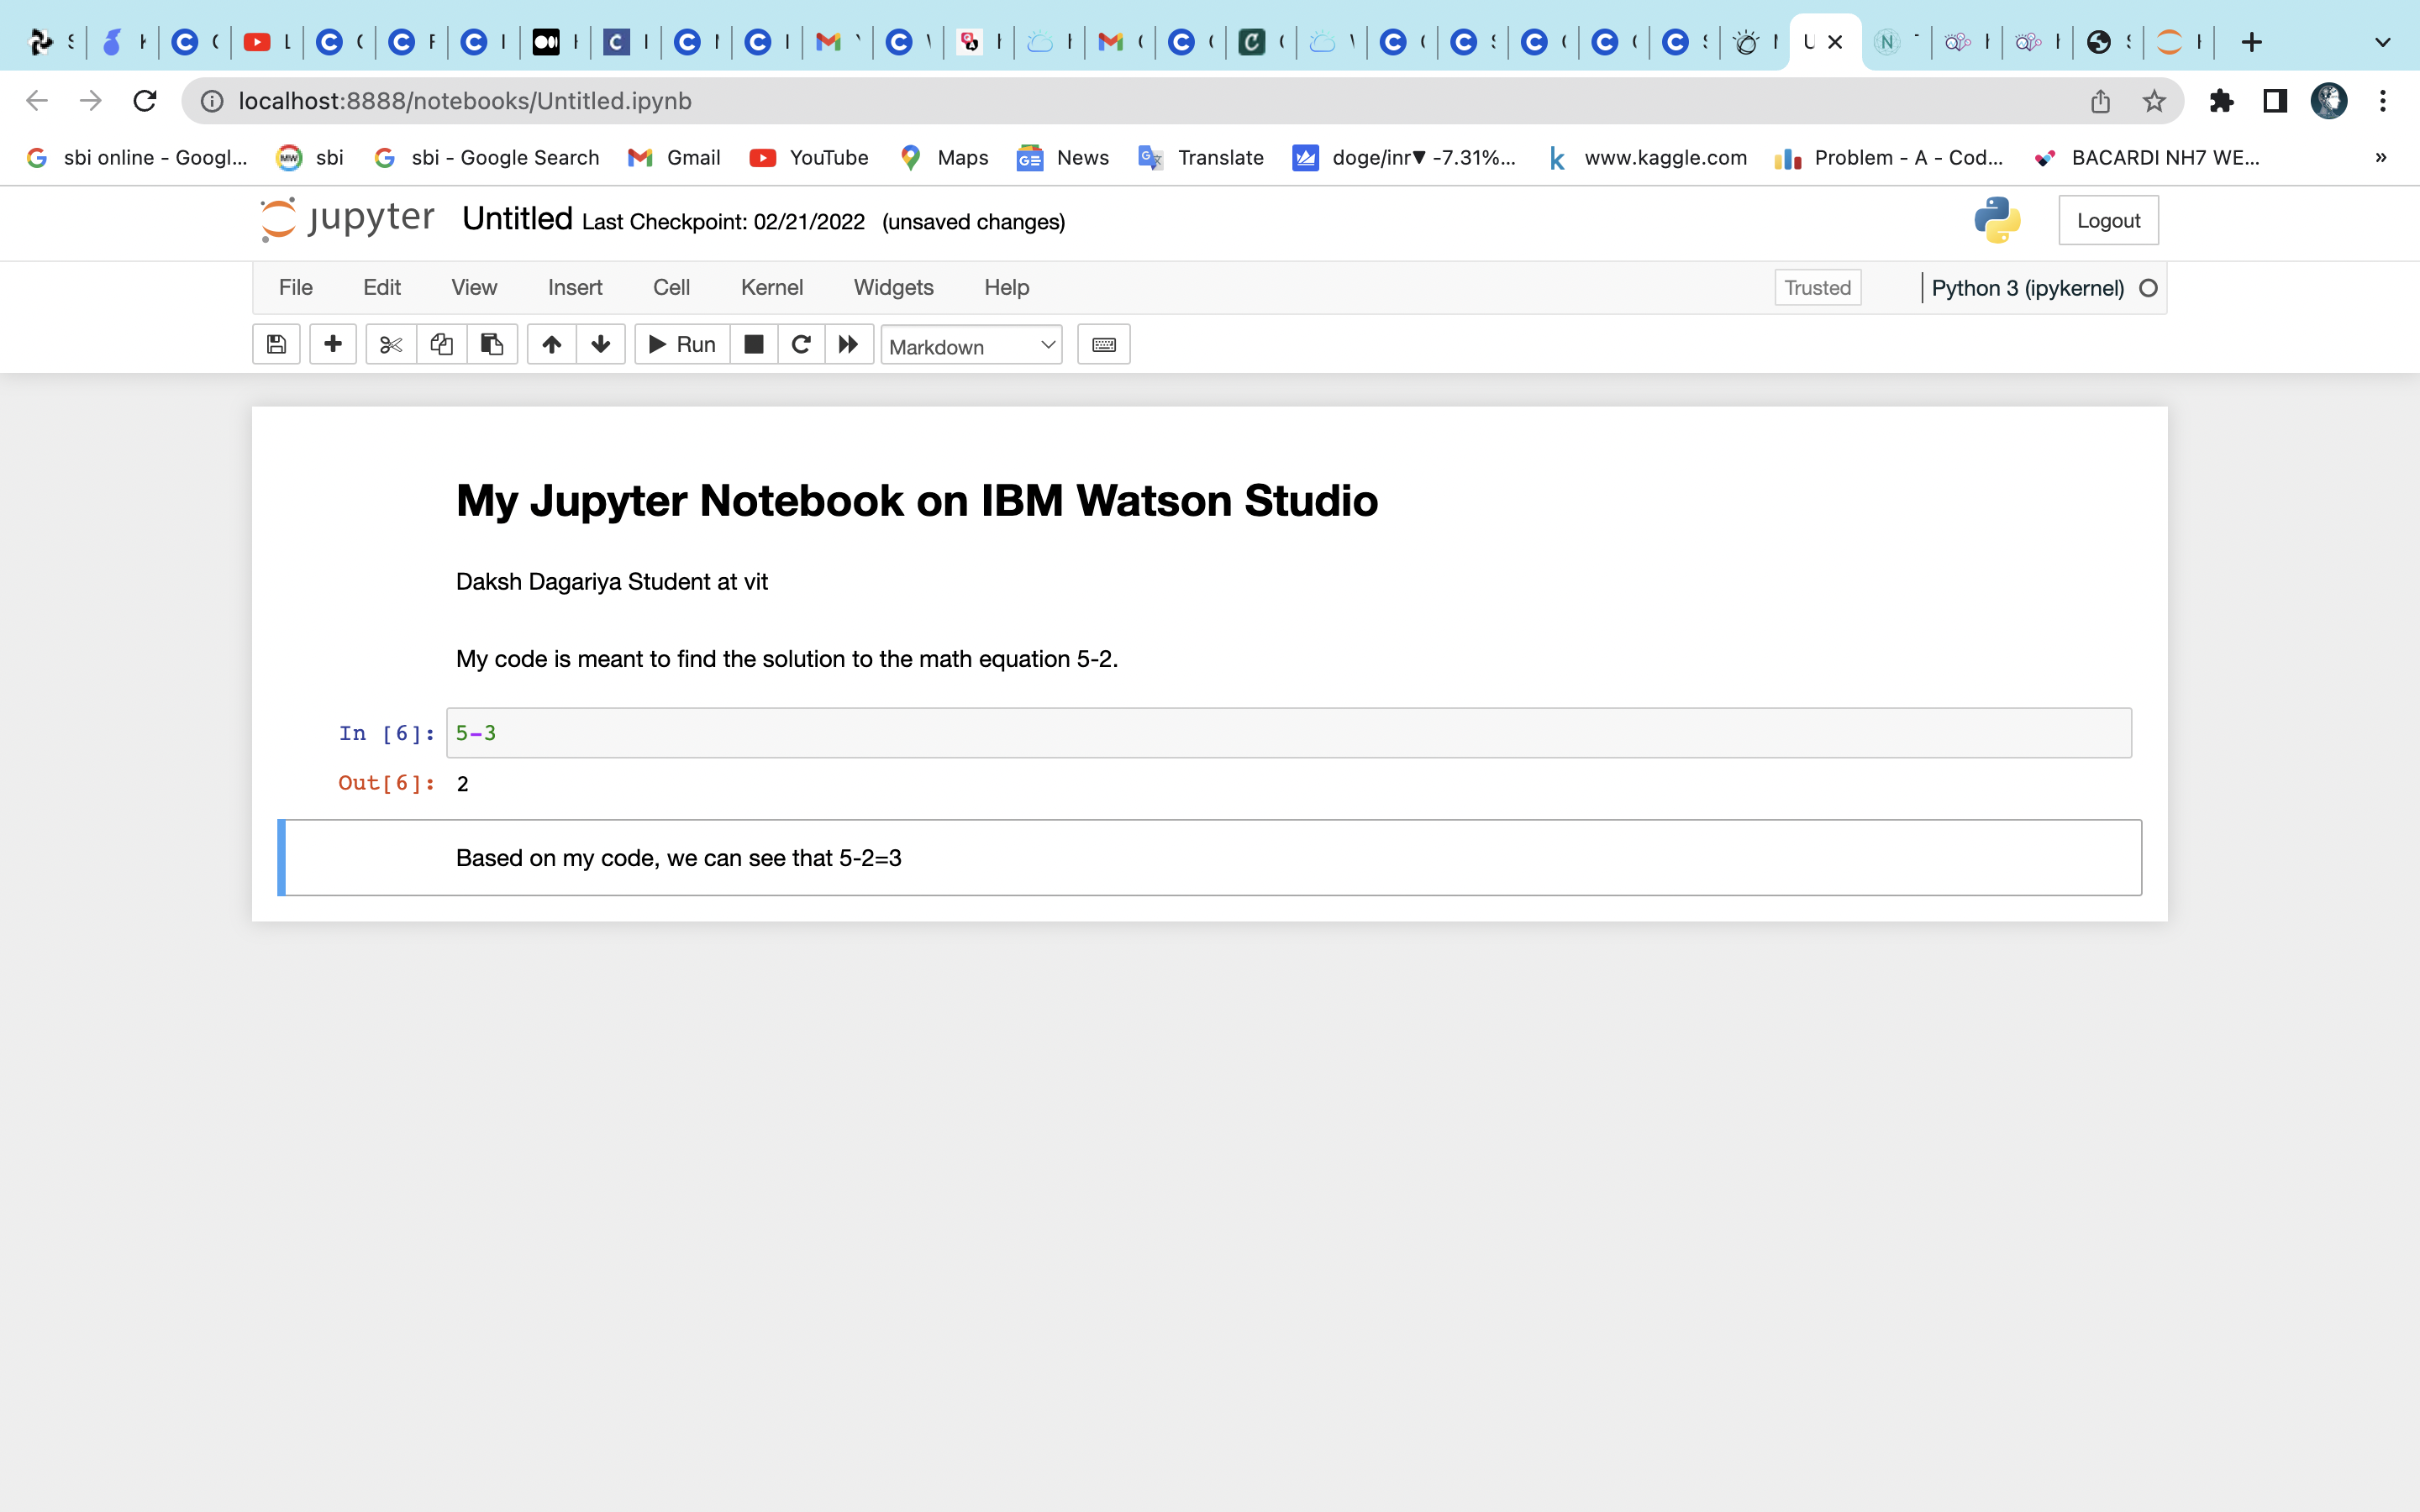 localhost:8888/notebooks/Untitled.ipynb
sbi online - Googl... sbi sbi - Google Search Gmail YouTube Maps News Translate doge/inr▼ -7.31%... www.kaggle.com Problem - A - Cod... BACARDI NH7 WE... »
jupyter Untitled Last Checkpoint: 02/21/2022 (unsaved changes) Logout
File Edit View Insert Cell Kernel Widgets Help Trusted Python 3 (ipykernel)
Run Markdown
My Jupyter Notebook on IBM Watson Studio
Daksh Dagariya Student at vit
My code is meant to find the solution to the math equation 5-2.
In [6]: 5-3
Out[6]: 2
Based on my code, we can see that 5-2=3